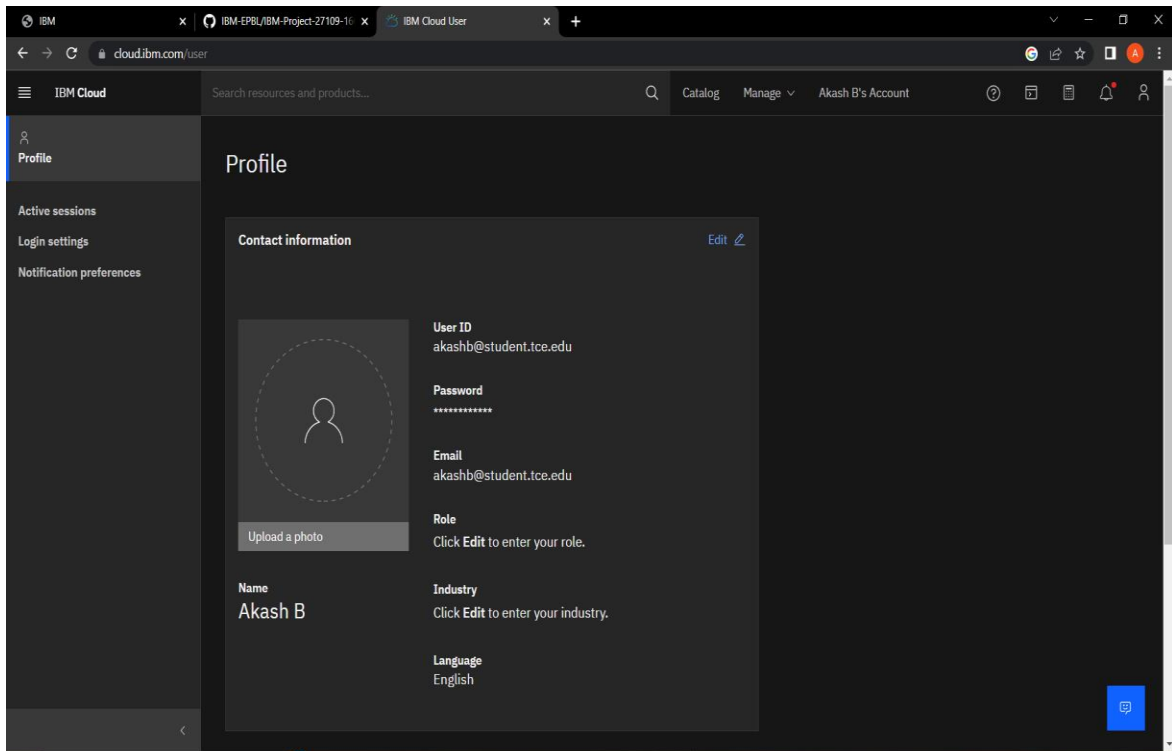 IBM
IBM-EPBL/IBM-Project-27109-16
IBM Cloud User
cloud.ibm.com/user
A
IBM Cloud
Search resources and products...
Catalog
Manage
Akash B's Account
Profile
Active sessions
Login settings
Notification preferences
Profile
Contact information
Edit
User ID
akashb@student.tce.edu
Password
************
Email
akashb@student.tce.edu
Role
Click Edit to enter your role.
Upload a photo
Name
Akash B
Industry
Click Edit to enter your industry.
Language
English